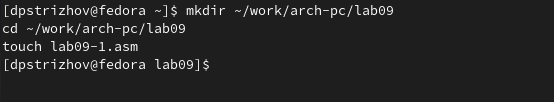 [dpstrizhov@fedora ~]$ mkdir ~/work/arch-pc/lab09
cd ~/work/arch-pc/lab09
touch lab09-1.asm
[dpstrizhov@fedora lab09]$